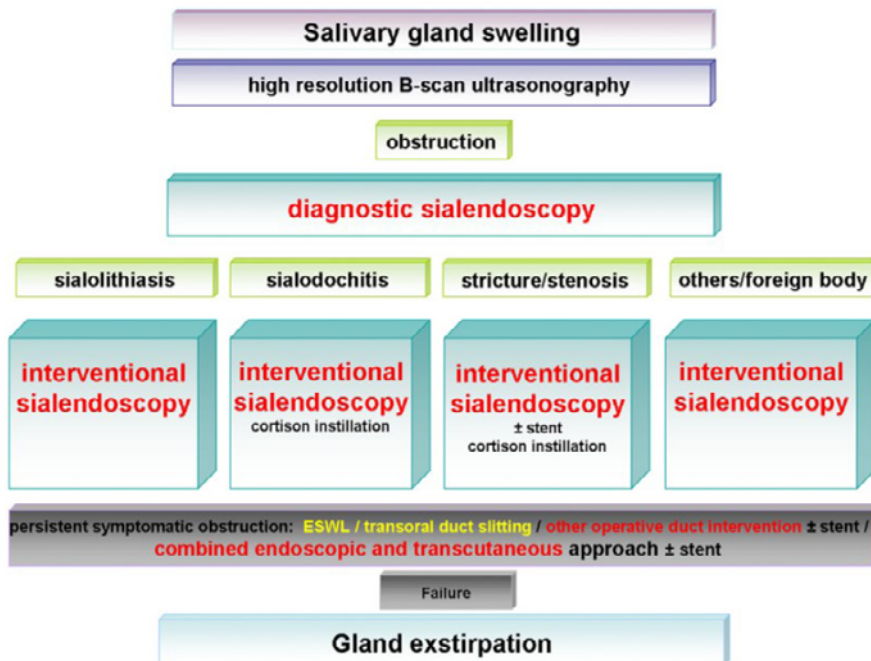 Salivary gland swelling
high resolution B-scan ultrasonography
obstruction
diagnostic sialendoscopy
sialolithiasis
sialodochitis
stricture/stenosis
others/foreign body
interventional
sialendoscopy
interventional
sialendoscopy
cortison instillation
interventional
sialendoscopy
± stent
cortison instillation
interventional
sialendoscopy
persistent symptomatic obstruction: ESWL / transoral duct slitting / other operative duct intervention ± stent /
combined endoscopic and transcutaneous approach ± stent
Failure
Gland exstirpation